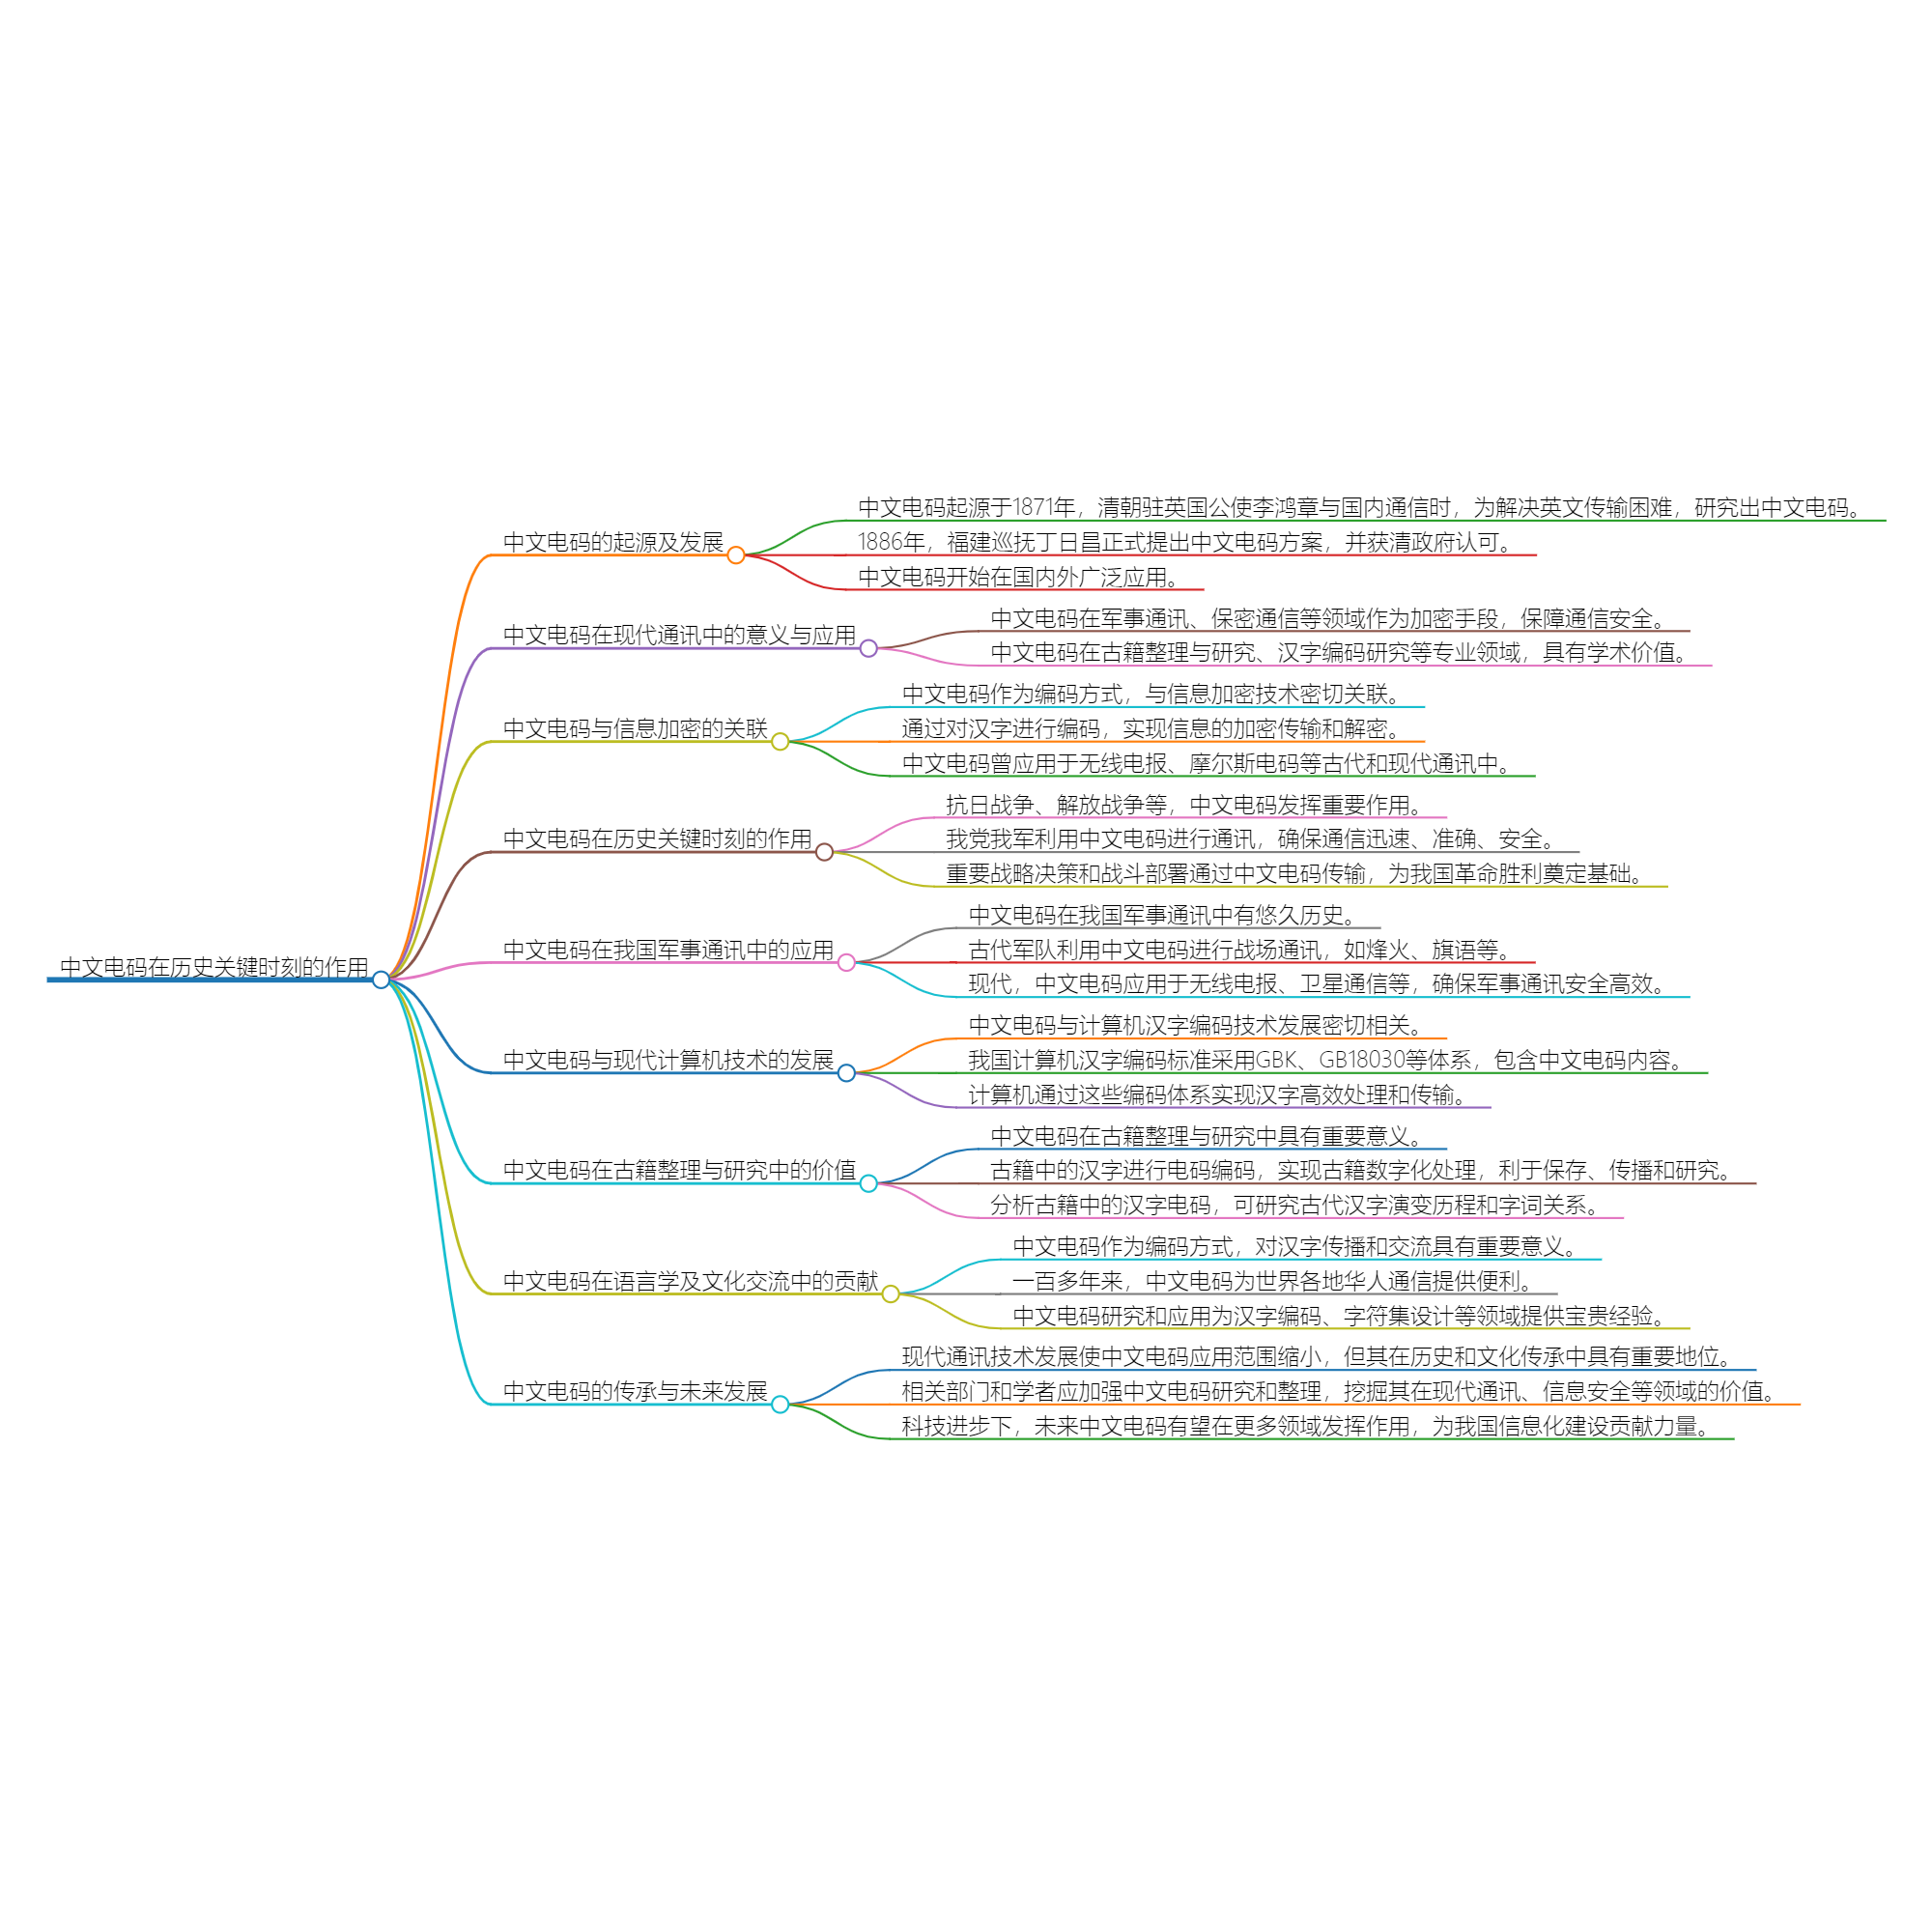 中文电码在历史关键时刻的作用
中文电码的起源及发展
中文电码起源于1871年，清朝驻英国公使李鸿章与国内通信时，为解决英文传输困难，研究出中文电码。
1886年，福建巡抚丁日昌正式提出中文电码方案，并获清政府认可。
中文电码开始在国内外广泛应用。
中文电码在现代通讯中的意义与应用
中文电码在军事通讯、保密通信等领域作为加密手段，保障通信安全。
中文电码在古籍整理与研究、汉字编码研究等专业领域，具有学术价值。
中文电码与信息加密的关联
中文电码作为编码方式，与信息加密技术密切关联。
通过对汉字进行编码，实现信息的加密传输和解密。
中文电码曾应用于无线电报、摩尔斯电码等古代和现代通讯中。
中文电码在历史关键时刻的作用
抗日战争、解放战争等，中文电码发挥重要作用。
我党我军利用中文电码进行通讯，确保通信迅速、准确、安全。
重要战略决策和战斗部署通过中文电码传输，为我国革命胜利奠定基础。
中文电码在我国军事通讯中的应用
中文电码在我国军事通讯中有悠久历史。
古代军队利用中文电码进行战场通讯，如烽火、旗语等。
现代，中文电码应用于无线电报、卫星通信等，确保军事通讯安全高效。
中文电码与现代计算机技术的发展
中文电码与计算机汉字编码技术发展密切相关。
我国计算机汉字编码标准采用GBK、GB18030等体系，包含中文电码内容。
计算机通过这些编码体系实现汉字高效处理和传输。
中文电码在古籍整理与研究中的价值
中文电码在古籍整理与研究中具有重要意义。
古籍中的汉字进行电码编码，实现古籍数字化处理，利于保存、传播和研究。
分析古籍中的汉字电码，可研究古代汉字演变历程和字词关系。
中文电码在语言学及文化交流中的贡献
中文电码作为编码方式，对汉字传播和交流具有重要意义。
一百多年来，中文电码为世界各地华人通信提供便利。
中文电码研究和应用为汉字编码、字符集设计等领域提供宝贵经验。
中文电码的传承与未来发展
现代通讯技术发展使中文电码应用范围缩小，但其在历史和文化传承中具有重要地位。
相关部门和学者应加强中文电码研究和整理，挖掘其在现代通讯、信息安全等领域的价值。
科技进步下，未来中文电码有望在更多领域发挥作用，为我国信息化建设贡献力量。